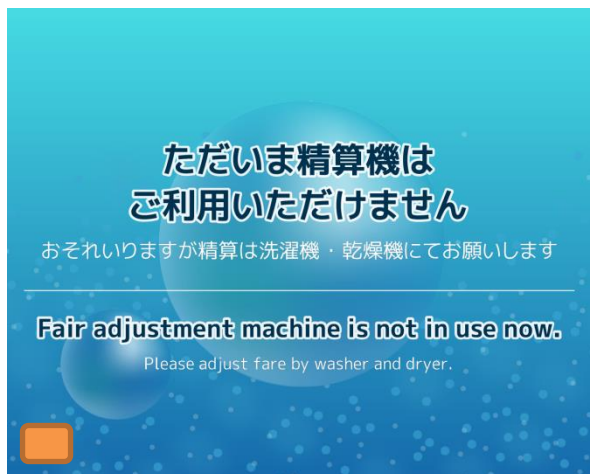 ただいま精算機は
ご利用いただけません
おそれいりますが精算は洗濯機・乾燥機にてお願いします
Fair adjustment machine is not in use now.
Please adjust fare by washer and dryer.